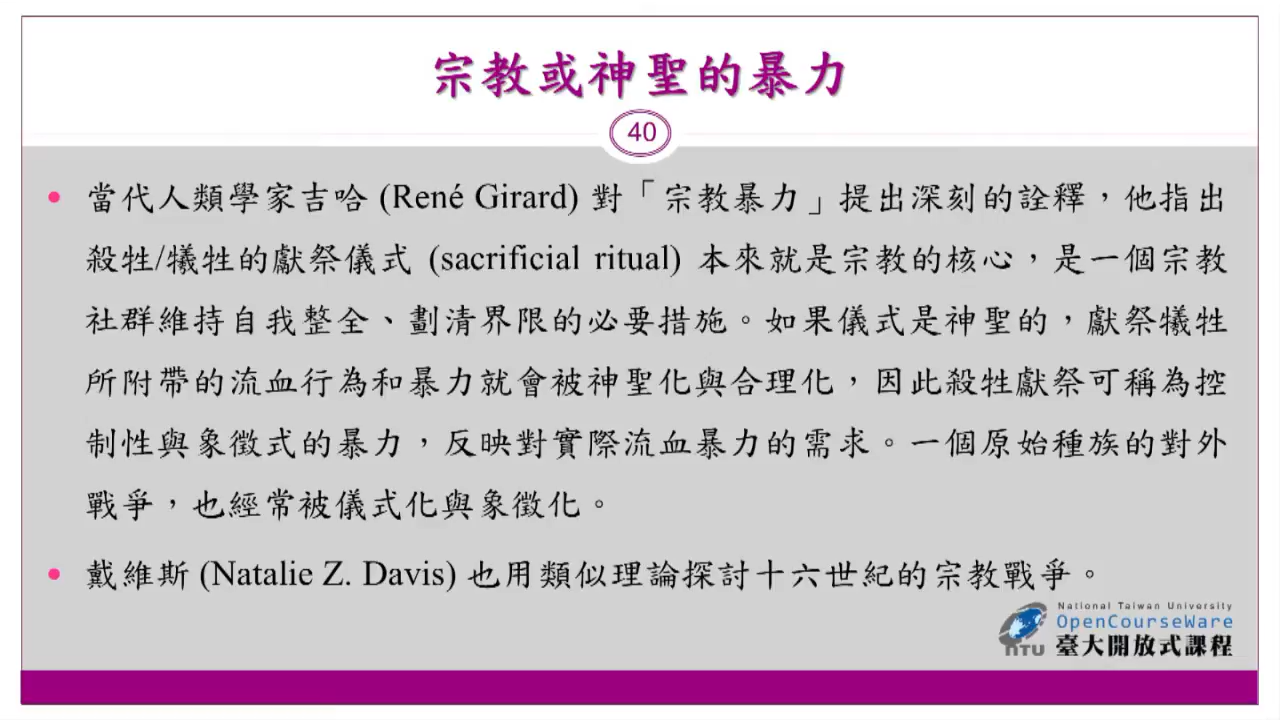 宗教或神聖的暴力
40
• 當代人類學家吉哈 (René Girard) 對「宗教暴力」提出深刻的詮釋，他指出
殺牲/犧牲的獻祭儀式 (sacrificial ritual) 本來就是宗教的核心，是一個宗教
社群維持自我整全、劃清界限的必要措施。如果儀式是神聖的，獻祭犧牲
所附帶的流血行為和暴力就會被神聖化與合理化，因此殺牲獻祭可稱為控
制性與象徵式的暴力，反映對實際流血暴力的需求。一個原始種族的對外
戰爭，也經常被儀式化與象徵化。
• 戴維斯 (Natalie Z. Davis) 也用類似理論探討十六世紀的宗教戰爭。
National Taiwan University
OpenCourseWare
NTU 臺大開放式課程